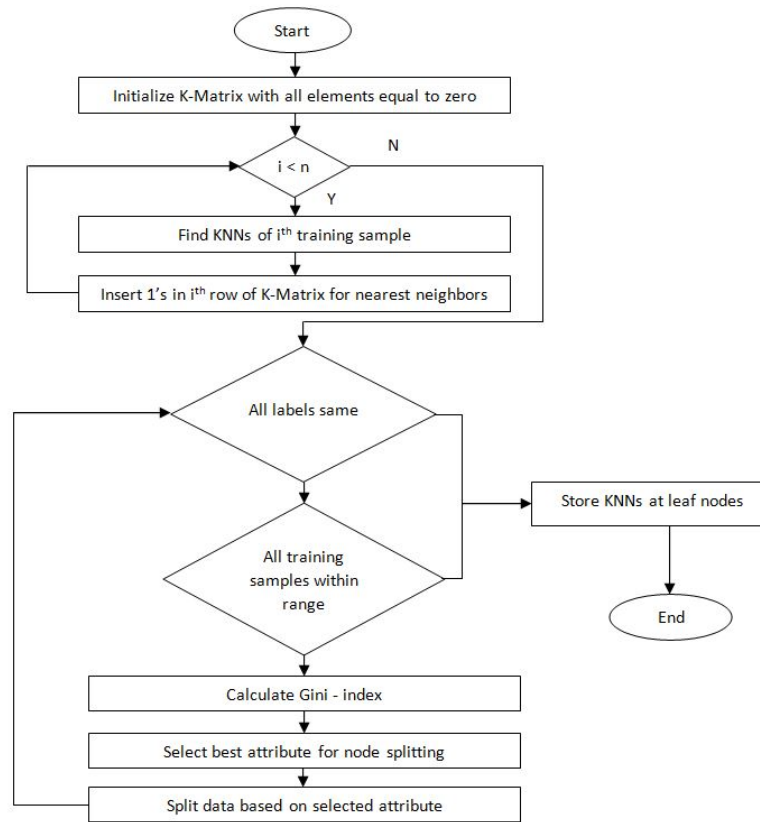 Start
Initialize K-Matrix with all elements equal to zero
i < n
N
Y
Find KNNs of iᵗʰ training sample
Insert 1's in iᵗʰ row of K-Matrix for nearest neighbors
All labels same
Store KNNs at leaf nodes
All training
samples within
range
End
Calculate Gini - index
Select best attribute for node splitting
Split data based on selected attribute